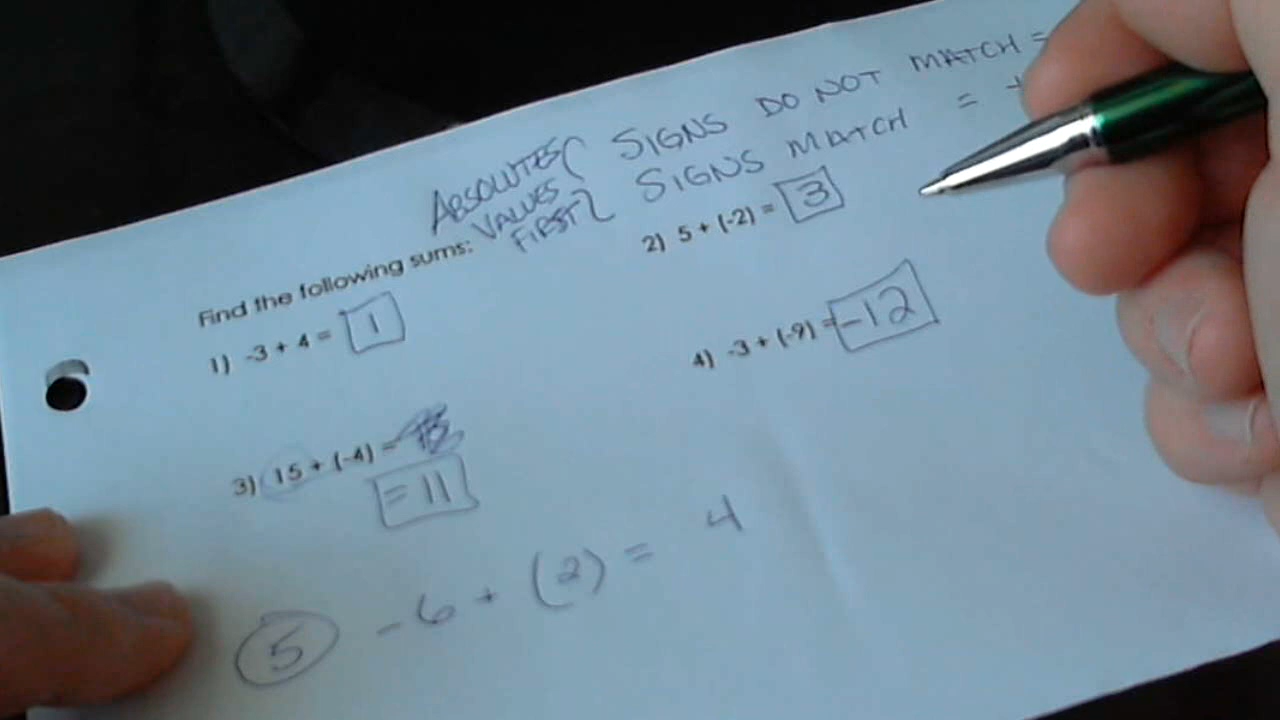 SIGNS DO NOT MATCH =
SIGNS MATCH = +
ABSOLUTES
VALUES
FIRST
Find the following sums:
1) -3 + 4 = 1
2) 5 + (-2) = 3
3) 15 + (-4) =
= 11
4) -3 + (-9) = -12
5 -6 + (2) = 4